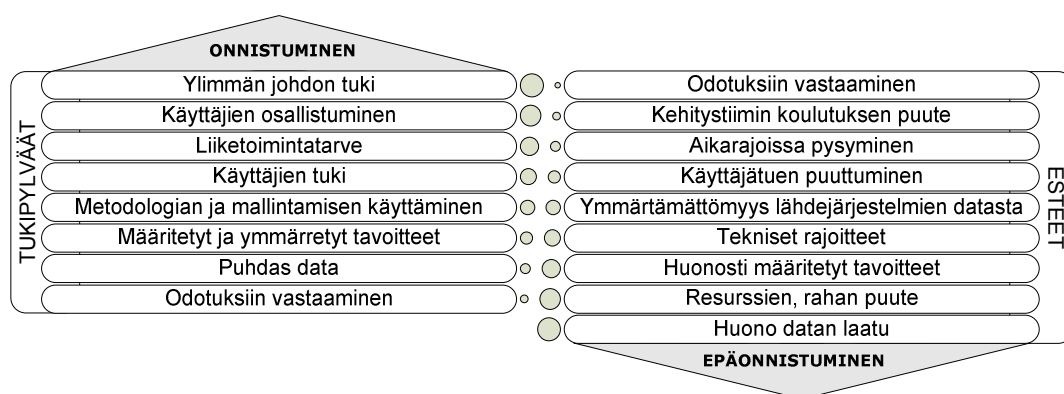 ONNISTUMINEN
TUKIPYLVÄÄT
Ylimmän johdon tuki
Käyttäjien osallistuminen
Liiketoimintatarve
Käyttäjien tuki
Metodologian ja mallintamisen käyttäminen
Määritetyt ja ymmärretyt tavoitteet
Puhdas data
Odotuksiin vastaaminen
Odotuksiin vastaaminen
Kehitystiimin koulutuksen puute
Aikarajoissa pysyminen
Käyttäjätuen puuttuminen
Ymmärtämättömyys lähdejärjestelmien datasta
Tekniset rajoitteet
Huonosti määritetyt tavoitteet
Resurssien, rahan puute
Huono datan laatu
ESTEET
EPÄONNISTUMINEN